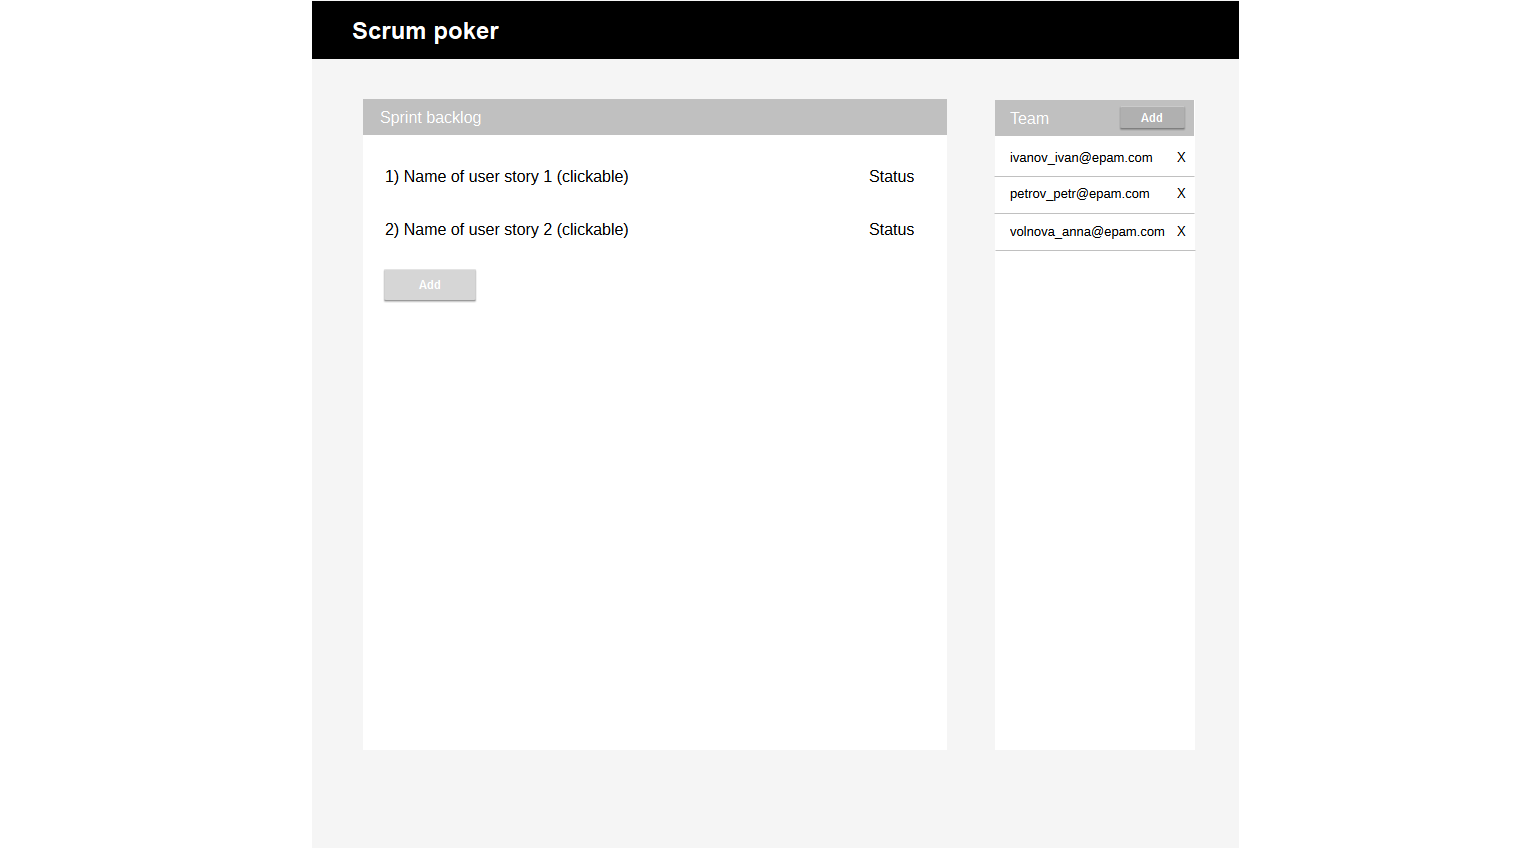 Scrum poker
Sprint backlog
1) Name of user story 1 (clickable) Status
2) Name of user story 2 (clickable) Status
Add
Team Add
ivanov_ivan@epam.com X
petrov_petr@epam.com X
volnova_anna@epam.com X